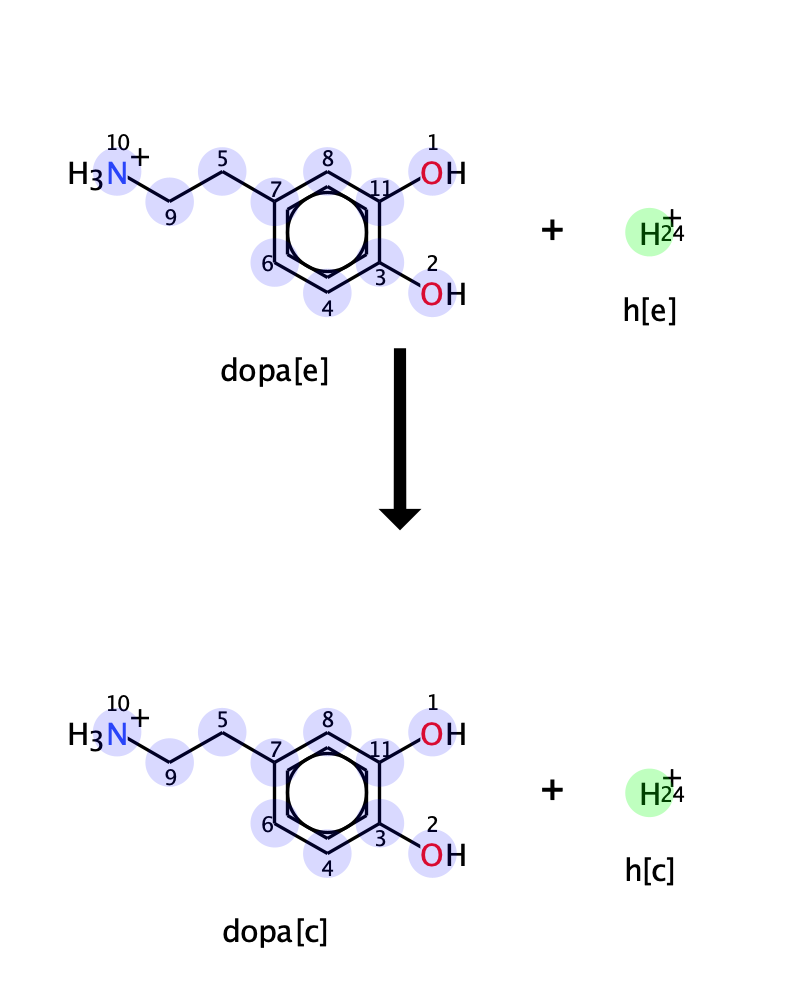 10 + 5 8 1
H3N 7 11 OH
9 + H+ 24
6 3 2
4 OH h[e]
dopa[e]
10 + 5 8 1
H3N 7 11 OH
9 + H+ 24
6 3 2
4 OH h[c]
dopa[c]